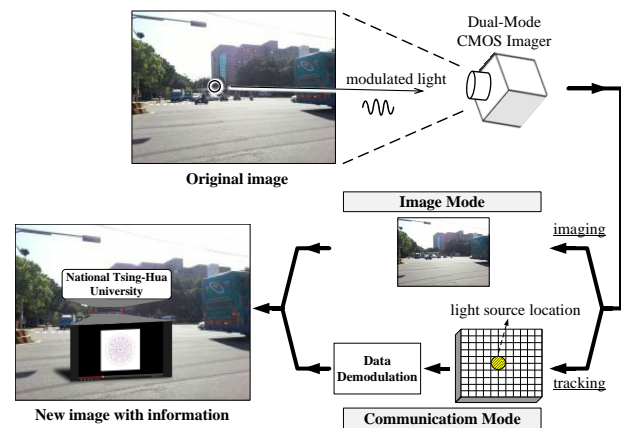 Dual-Mode
CMOS Imager
modulated light
Original image
Image Mode
imaging
National Tsing-Hua
University
light source location
Data
Demodulation
tracking
New image with information
Communicatiom Mode